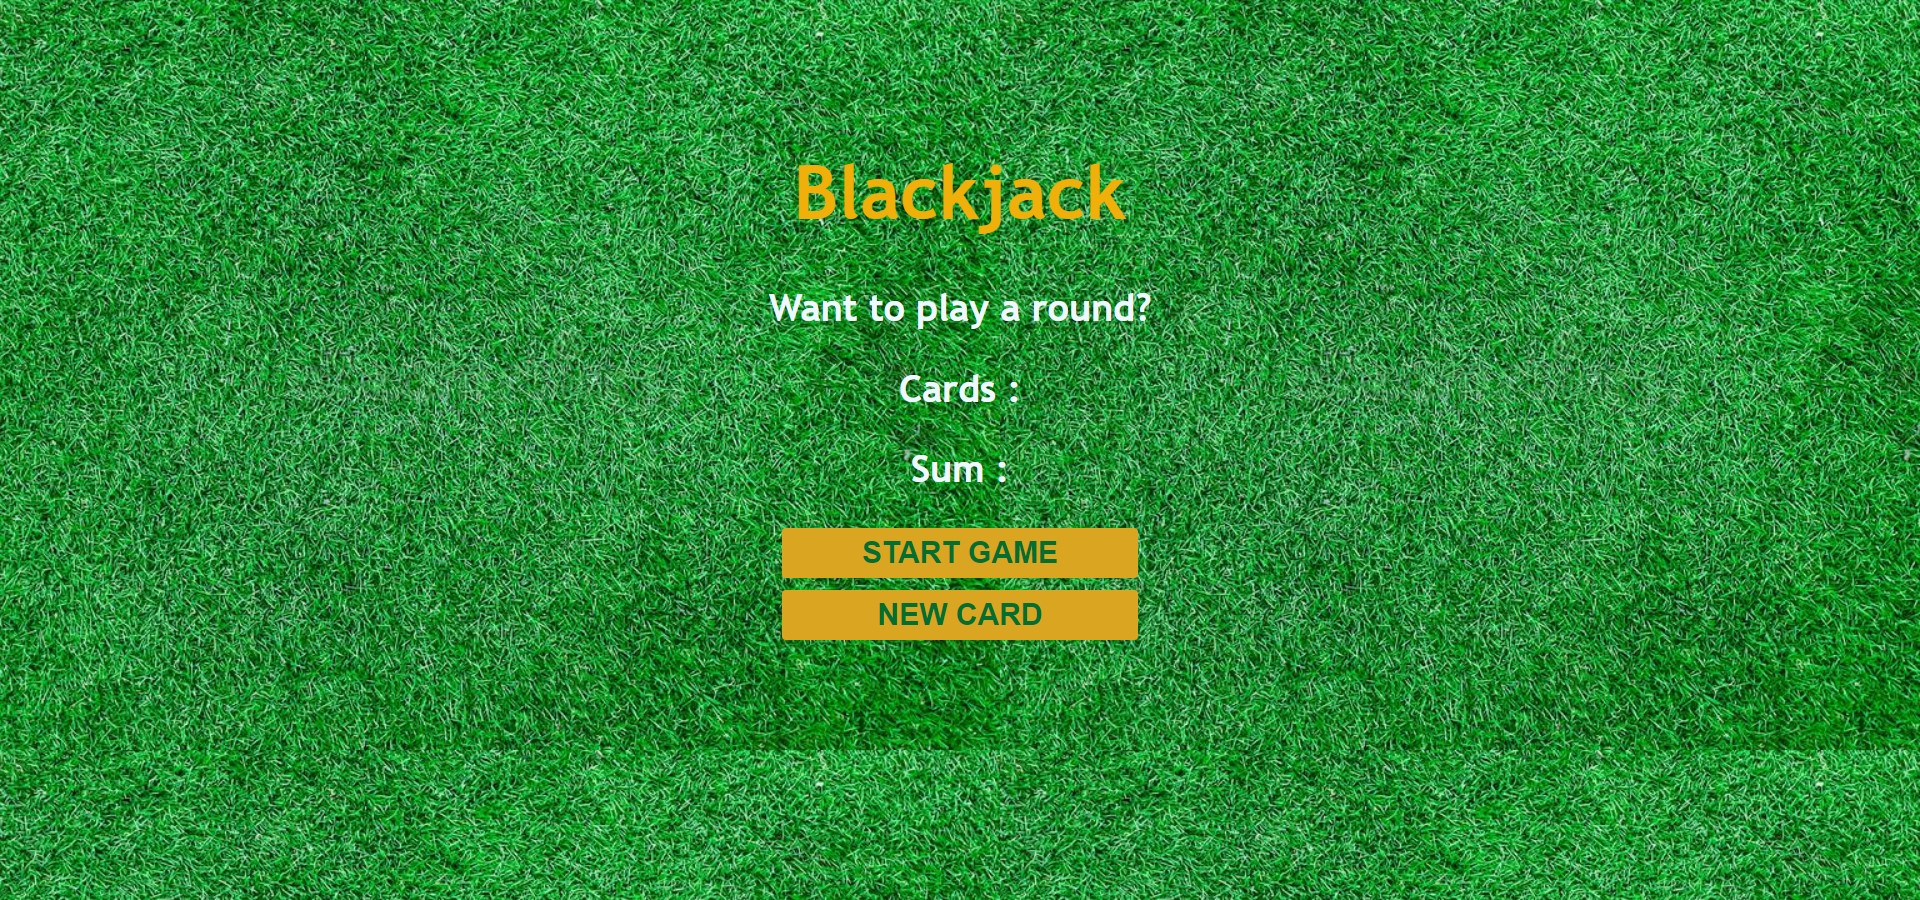 Blackjack
Want to play a round?
Cards :
Sum :
START GAME
NEW CARD